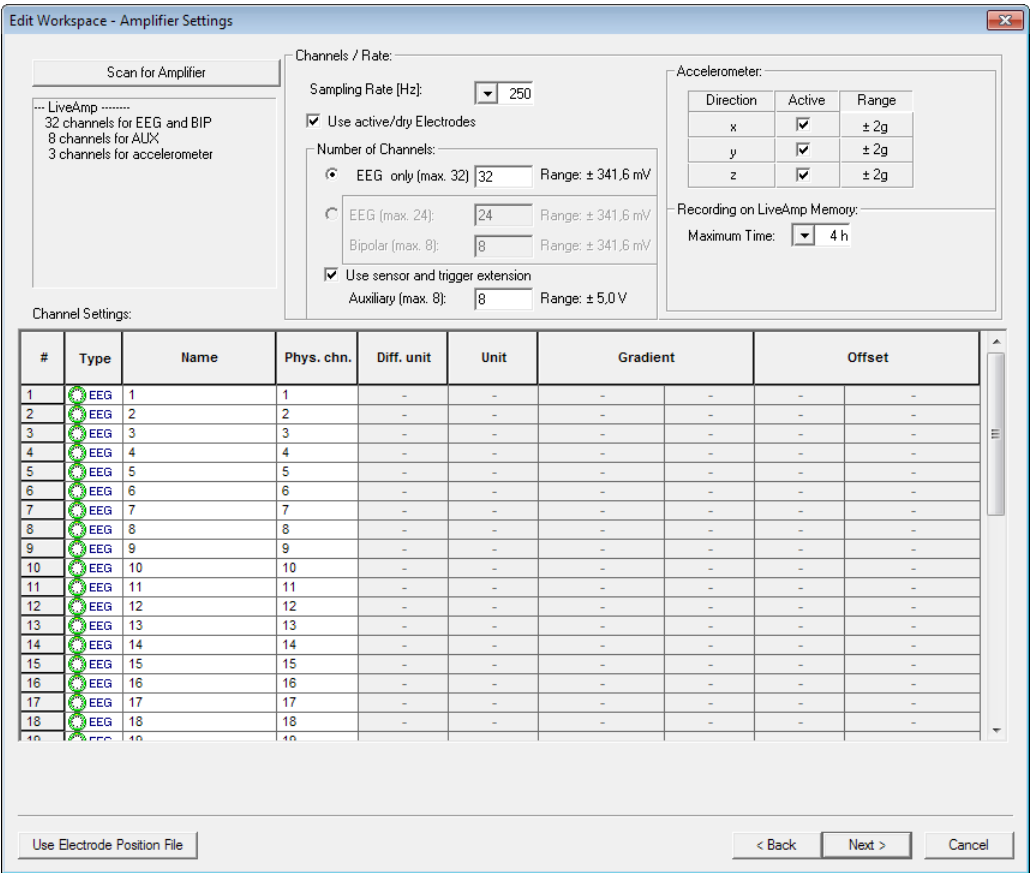 Edit Workspace - Amplifier Settings
Scan for Amplifier
--- LiveAmp --------
32 channels for EEG and BIP
8 channels for AUX
3 channels for accelerometer
Channels / Rate:
Sampling Rate [Hz]: 250
Use active/dry Electrodes
Number of Channels:
EEG only (max. 32) 32 Range: ± 341,6 mV
EEG (max. 24): 24 Range: ± 341,6 mV
Bipolar (max. 8): 8 Range: ± 341,6 mV
Use sensor and trigger extension
Auxiliary (max. 8): 8 Range: ± 5,0 V
Accelerometer:
Direction Active Range
x ± 2g
y ± 2g
z ± 2g
Recording on LiveAmp Memory:
Maximum Time: 4 h
Channel Settings:
# Type Name Phys. chn. Diff. unit Unit Gradient Offset
1 EEG 1 1 - - - - - -
2 EEG 2 2 - - - - - -
3 EEG 3 3 - - - - - -
4 EEG 4 4 - - - - - -
5 EEG 5 5 - - - - - -
6 EEG 6 6 - - - - - -
7 EEG 7 7 - - - - - -
8 EEG 8 8 - - - - - -
9 EEG 9 9 - - - - - -
10 EEG 10 10 - - - - - -
11 EEG 11 11 - - - - - -
12 EEG 12 12 - - - - - -
13 EEG 13 13 - - - - - -
14 EEG 14 14 - - - - - -
15 EEG 15 15 - - - - - -
16 EEG 16 16 - - - - - -
17 EEG 17 17 - - - - - -
18 EEG 18 18 - - - - - -
19 EEG 19 19
Use Electrode Position File
< Back
Next >
Cancel